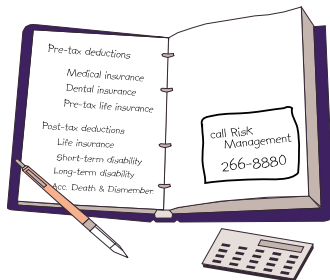 Pre-tax deductions
Medical insurance
Dental insurance
Pre-tax life insurance
Post-tax deductions
Life insurance
Short-term disability
Long-term disability
Acc. Death & Dismember.
call Risk
Management
266-8880